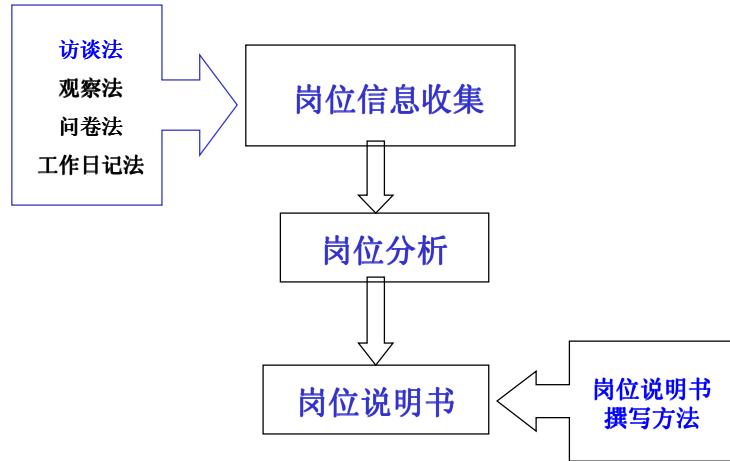 访谈法
观察法
问卷法
工作日记法
岗位信息收集
岗位分析
岗位说明书
岗位说明书
撰写方法